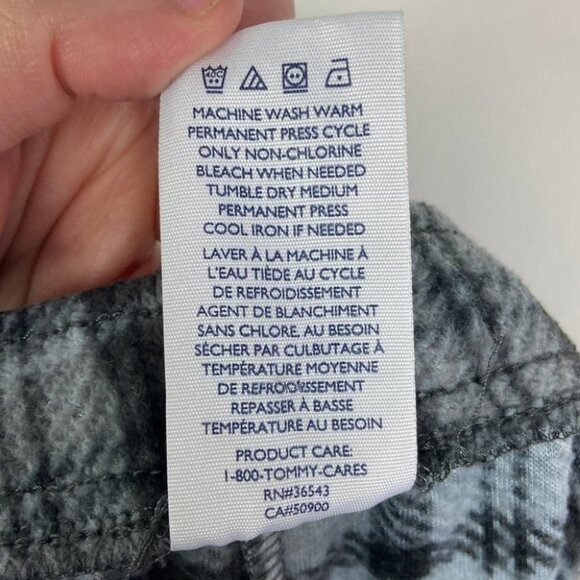 40C
MACHINE WASH WARM
PERMANENT PRESS CYCLE
ONLY NON-CHLORINE
BLEACH WHEN NEEDED
TUMBLE DRY MEDIUM
PERMANENT PRESS
COOL IRON IF NEEDED
LAVER À LA MACHINE À
L'EAU TIÈDE AU CYCLE
DE REFROIDISSEMENT
AGENT DE BLANCHIMENT
SANS CHLORE, AU BESOIN
SÉCHER PAR CULBUTAGE À
TEMPÉRATURE MOYENNE
DE REFROIDISSEMENT
REPASSER À BASSE
TEMPÉRATURE AU BESOIN
PRODUCT CARE:
1-800-TOMMY-CARES
RN#36543
CA#50900